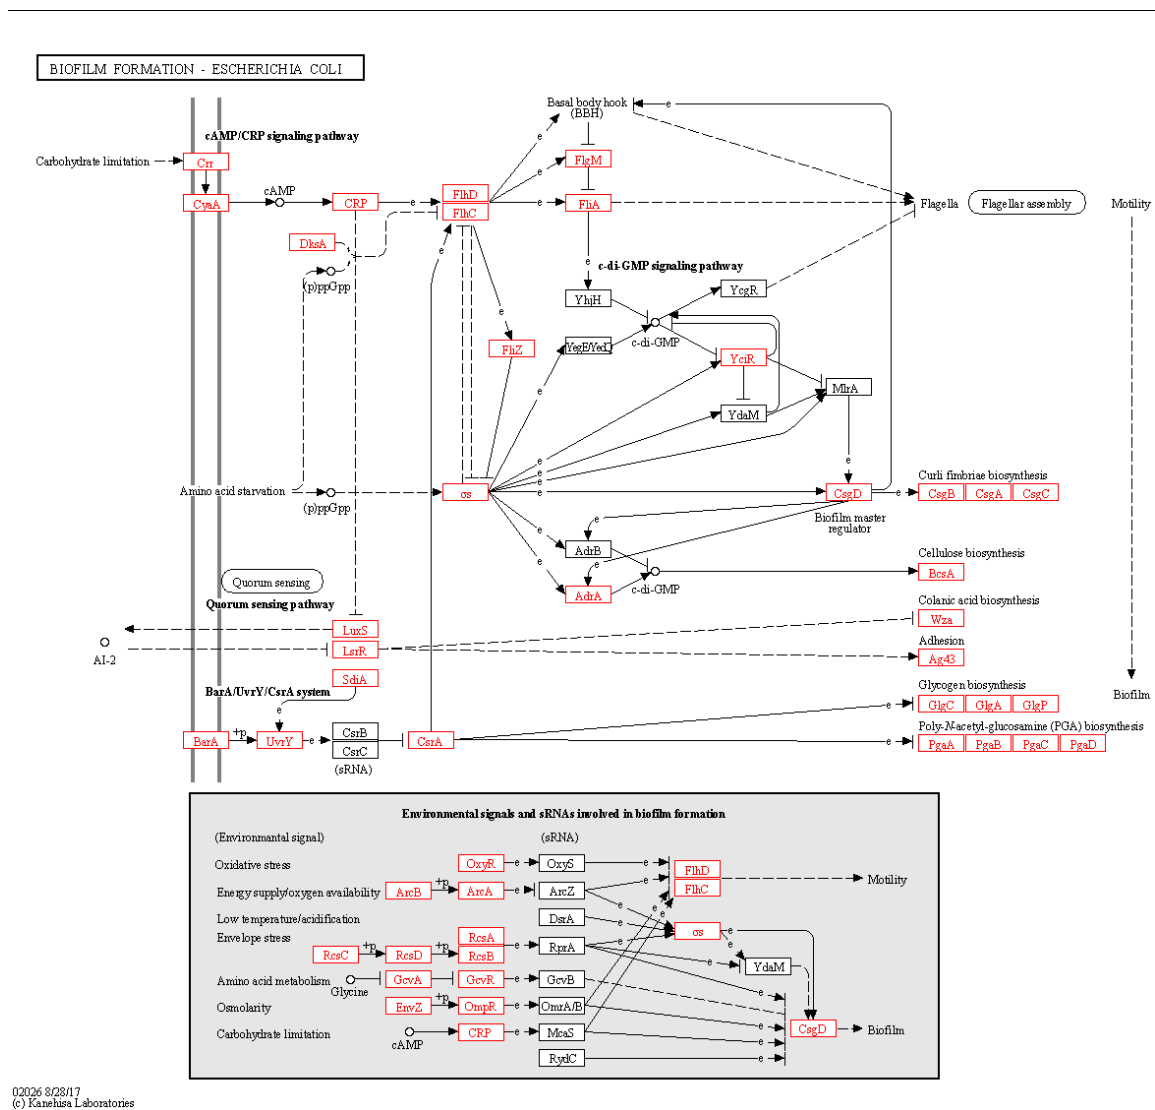 BIOFILM FORMATION - ESCHERICHIA COLI
Basal body hook
(BBH)
e
cAMP/CRP signaling pathway
Carbohydrate limitation
Crr
FlgM
e
e
cAMP
CyaA
CRP
e
FlhD
FlhC
e
FliA
Flagella
Flagellar assembly
Motility
DksA
e
e
(p)ppGpp
c-di-GMP signaling pathway
YhjH
YcgR
e
FliZ
YegE/YedQ
c-di-GMP
YciR
MlrA
e
YdaM
e
e
e
e
e
Amino acid starvation
(p)ppGpp
σs
CsgD
e
CsgB
CsgA
CsgC
Curli fimbriae biosynthesis
Biofilm master
regulator
e
e
AdrB
e
e
Cellulose biosynthesis
BcsA
c-di-GMP
AdrA
Quorum sensing
Quorum sensing pathway
Colanic acid biosynthesis
Wza
LuxS
LsrR
AI-2
Adhesion
Ag43
SdiA
BarA/UvrY/CsrA system
Glycogen biosynthesis
GlgC
GlgA
GlgP
Biofilm
e
e
Poly-N-acetyl-glucosamine (PGA) biosynthesis
BarA
+p
UvrY
e
CsrB
CsrC
(sRNA)
CsrA
e
PgaA
PgaB
PgaC
PgaD
Environmental signals and sRNAs involved in biofilm formation
(Environmantal signal)
(sRNA)
Oxidative stress
OxyR
e
OxyS
e
FlhD
FlhC
Motility
Energy supply/oxygen availability
ArcB
+p
ArcA
e
ArcZ
e
e
e
e
Low temperature/acidification
DsrA
e
σs
e
e
Envelope stress
RcsC
+p
RcsD
+p
RcsA
RcsB
e
RprA
e
e
YdaM
Amino acid metabolism
Glycine
GcvA
GcvR
e
GcvB
e
Osmolarity
EnvZ
+p
OmpR
e
OmrA/B
e
Carbohydrate limitation
cAMP
CRP
e
McaS
e
CsgD
Biofilm
RydC
e
02026 8/28/17
(c) Kanehisa Laboratories